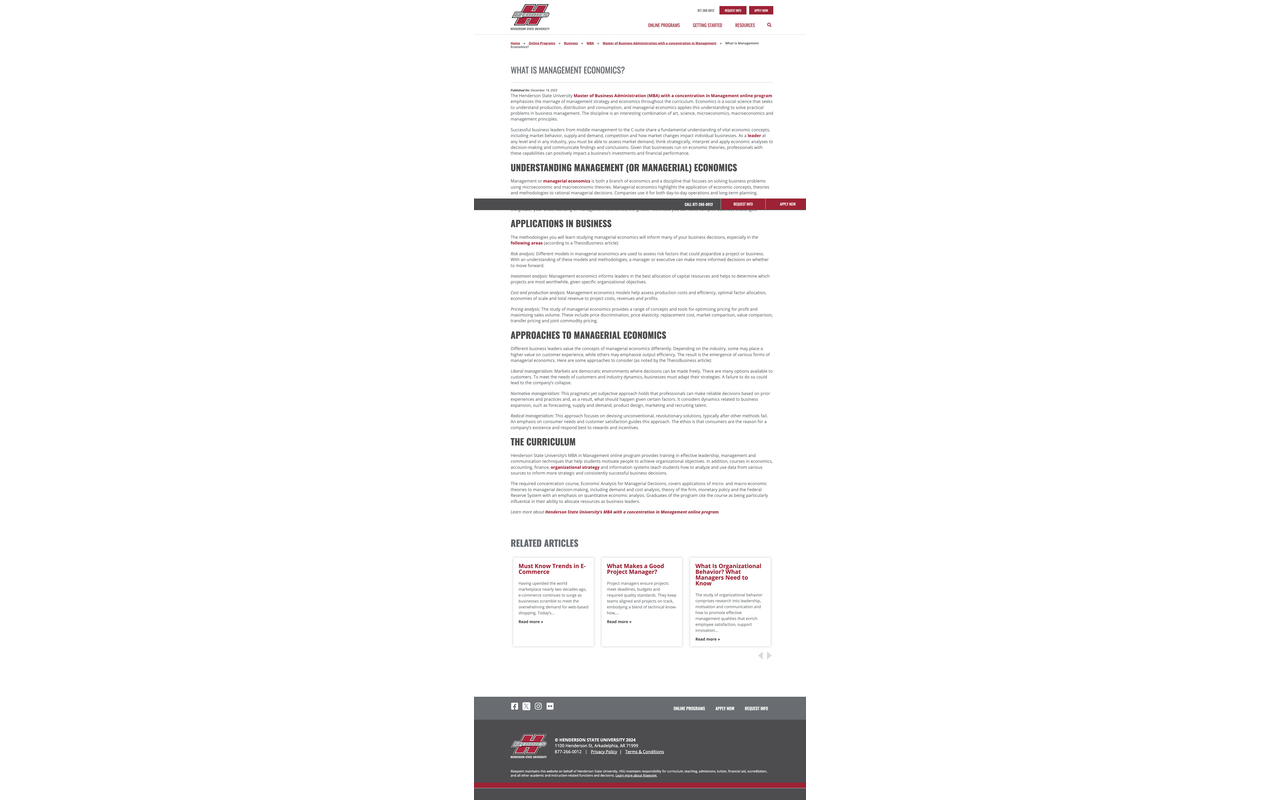 HENDERSON STATE UNIVERSITY
877-266-0012
REQUEST INFO
APPLY NOW
ONLINE PROGRAMS
GETTING STARTED
RESOURCES
Home » Online Programs » Business » MBA » Master of Business Administration with a concentration in Management » What Is Management
Economics?
WHAT IS MANAGEMENT ECONOMICS?
Published On: December 19, 2023
The Henderson State University Master of Business Administration (MBA) with a concentration in Management online program
emphasizes the marriage of management strategy and economics throughout the curriculum. Economics is a social science that seeks
to understand production, distribution and consumption, and managerial economics applies this understanding to solve practical
problems in business management. The discipline is an interesting combination of art, science, microeconomics, macroeconomics and
management principles.
Successful business leaders from middle management to the C-suite share a fundamental understanding of vital economic concepts,
including market behavior, supply and demand, competition and how market changes impact individual businesses. As a leader at
any level and in any industry, you must be able to assess market demand, think strategically, interpret and apply economic analyses to
decision-making and communicate findings and conclusions. Given that businesses run on economic theories, professionals with
these capabilities can positively impact a business's investments and financial performance.
UNDERSTANDING MANAGEMENT (OR MANAGERIAL) ECONOMICS
Management or managerial economics is both a branch of economics and a discipline that focuses on solving business problems
using microeconomic and macroeconomic theories. Managerial economics highlights the application of economic concepts, theories
and methodologies to rational managerial decisions. Companies use it for both day-to-day operations and long-term planning.
CALL 877-266-0012
REQUEST INFO
APPLY NOW
APPLICATIONS IN BUSINESS
The methodologies you will learn studying managerial economics will inform many of your business decisions, especially in the
following areas (according to a ThesisBusiness article):
Risk analysis: Different models in managerial economics are used to assess risk factors that could jeopardize a project or business.
With an understanding of these models and methodologies, a manager or executive can make more informed decisions on whether
to move forward.
Investment analysis: Management economics informs leaders in the best allocation of capital resources and helps to determine which
projects are most worthwhile, given specific organizational objectives.
Cost and production analysis: Management economics models help assess production costs and efficiency, optimal factor allocation,
economies of scale and total revenue to project costs, revenues and profits.
Pricing analysis: The study of managerial economics provides a range of concepts and tools for optimizing pricing for profit and
maximizing sales volume. These include price discrimination, price elasticity, replacement cost, market comparison, value comparison,
transfer pricing and joint commodity pricing.
APPROACHES TO MANAGERIAL ECONOMICS
Different business leaders value the concepts of managerial economics differently. Depending on the industry, some may place a
higher value on customer experience, while others may emphasize output efficiency. The result is the emergence of various forms of
managerial economics. Here are some approaches to consider (as noted by the ThesisBusiness article):
Liberal managerialism: Markets are democratic environments where decisions can be made freely. There are many options available to
customers. To meet the needs of customers and industry dynamics, businesses must adapt their strategies. A failure to do so could
lead to the company's collapse.
Normative managerialism: This pragmatic yet subjective approach holds that professionals can make reliable decisions based on prior
experiences and practices and, as a result, what should happen given certain factors. It considers dynamics related to business
expansion, such as forecasting, supply and demand, product design, marketing and recruiting talent.
Radical managerialism: This approach focuses on devising unconventional, revolutionary solutions, typically after other methods fail.
An emphasis on consumer needs and customer satisfaction guides this approach. The ethos is that consumers are the reason for a
company's existence and respond best to rewards and incentives.
THE CURRICULUM
Henderson State University's MBA in Management online program provides training in effective leadership, management and
communication techniques that help students motivate people to achieve organizational objectives. In addition, courses in economics,
accounting, finance, organizational strategy and information systems teach students how to analyze and use data from various
sources to inform more strategic and consistently successful business decisions.
The required concentration course, Economic Analysis for Managerial Decisions, covers applications of micro- and macro-economic
theories to managerial decision-making, including demand and cost analysis, theory of the firm, monetary policy and the Federal
Reserve System with an emphasis on quantitative economic analysis. Graduates of the program cite the course as being particularly
influential in their ability to allocate resources as business leaders.
Learn more about Henderson State University's MBA with a concentration in Management online program.
RELATED ARTICLES
Must Know Trends in E-
Commerce
Having upended the world
marketplace nearly two decades ago,
e-commerce continues to surge as
businesses scramble to meet the
overwhelming demand for web-based
shopping. Today's...
Read more »
What Makes a Good
Project Manager?
Project managers ensure projects
meet deadlines, budgets and
required quality standards. They keep
teams aligned and projects on track,
embodying a blend of technical know-
how,...
Read more »
What Is Organizational
Behavior? What
Managers Need to
Know
The study of organizational behavior
comprises research into leadership,
motivation and communication and
how to promote effective
management qualities that enrich
employee satisfaction, support
innovation...
Read more »
ONLINE PROGRAMS
APPLY NOW
REQUEST INFO
HENDERSON STATE UNIVERSITY
© HENDERSON STATE UNIVERSITY 2024
1100 Henderson St, Arkadelphia, AR 71999
877-266-0012 | Privacy Policy | Terms & Conditions
Risepoint maintains this website on behalf of Henderson State University. HSU maintains responsibility for curriculum, teaching, admissions, tuition, financial aid, accreditation,
and all other academic and instruction-related functions and decisions. Learn more about Risepoint.